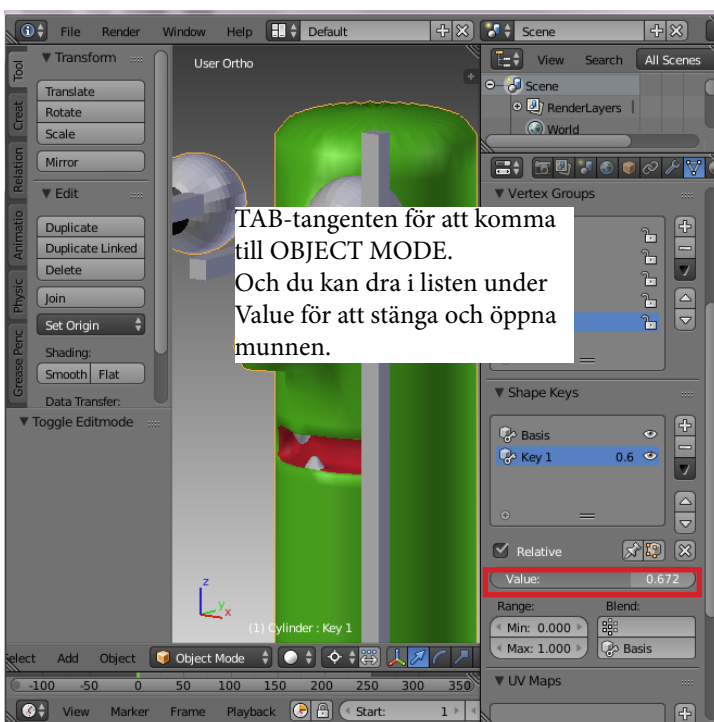 File Render Window Help Default Scene
View Search All Scenes
Scene
RenderLayers
World
Tool
Creat
Relation
Animatio
Physic
Grease Penc
Transform
Translate
Rotate
Scale
Mirror
Edit
Duplicate
Duplicate Linked
Delete
Join
Set Origin
Shading:
Smooth Flat
Data Transfer:
Toggle Editmode
User Ortho
TAB-tangenten för att komma
till OBJECT MODE.
Och du kan dra i listen under
Value för att stänga och öppna
munnen.
z
y
x
(1) Cylinder : Key 1
Vertex Groups
Shape Keys
Basis
Key 1 0.6
Relative
Value: 0.672
Range: Blend:
Min: 0.000
Max: 1.000 Basis
UV Maps
elect Add Object Object Mode
-100 -50 0 50 100 150 200 250 300 350
View Marker Frame Playback Start: 1